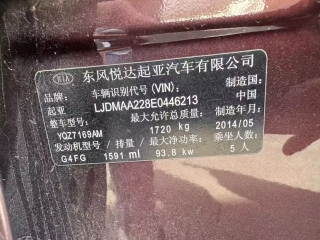 KIA 东风悦达起亚汽车有限公司
品牌: 车辆识别代号(VIN): 制造国:
起亚 LJDMAA228E0446213 中国
整车型号: 最大允许总质量: 制造年月:
YQZ7169AM 1720 kg 2014/05
发动机型号/排量/最大净功率: 乘坐人数:
G4FG 1591 ml 93.8 kw 5 人